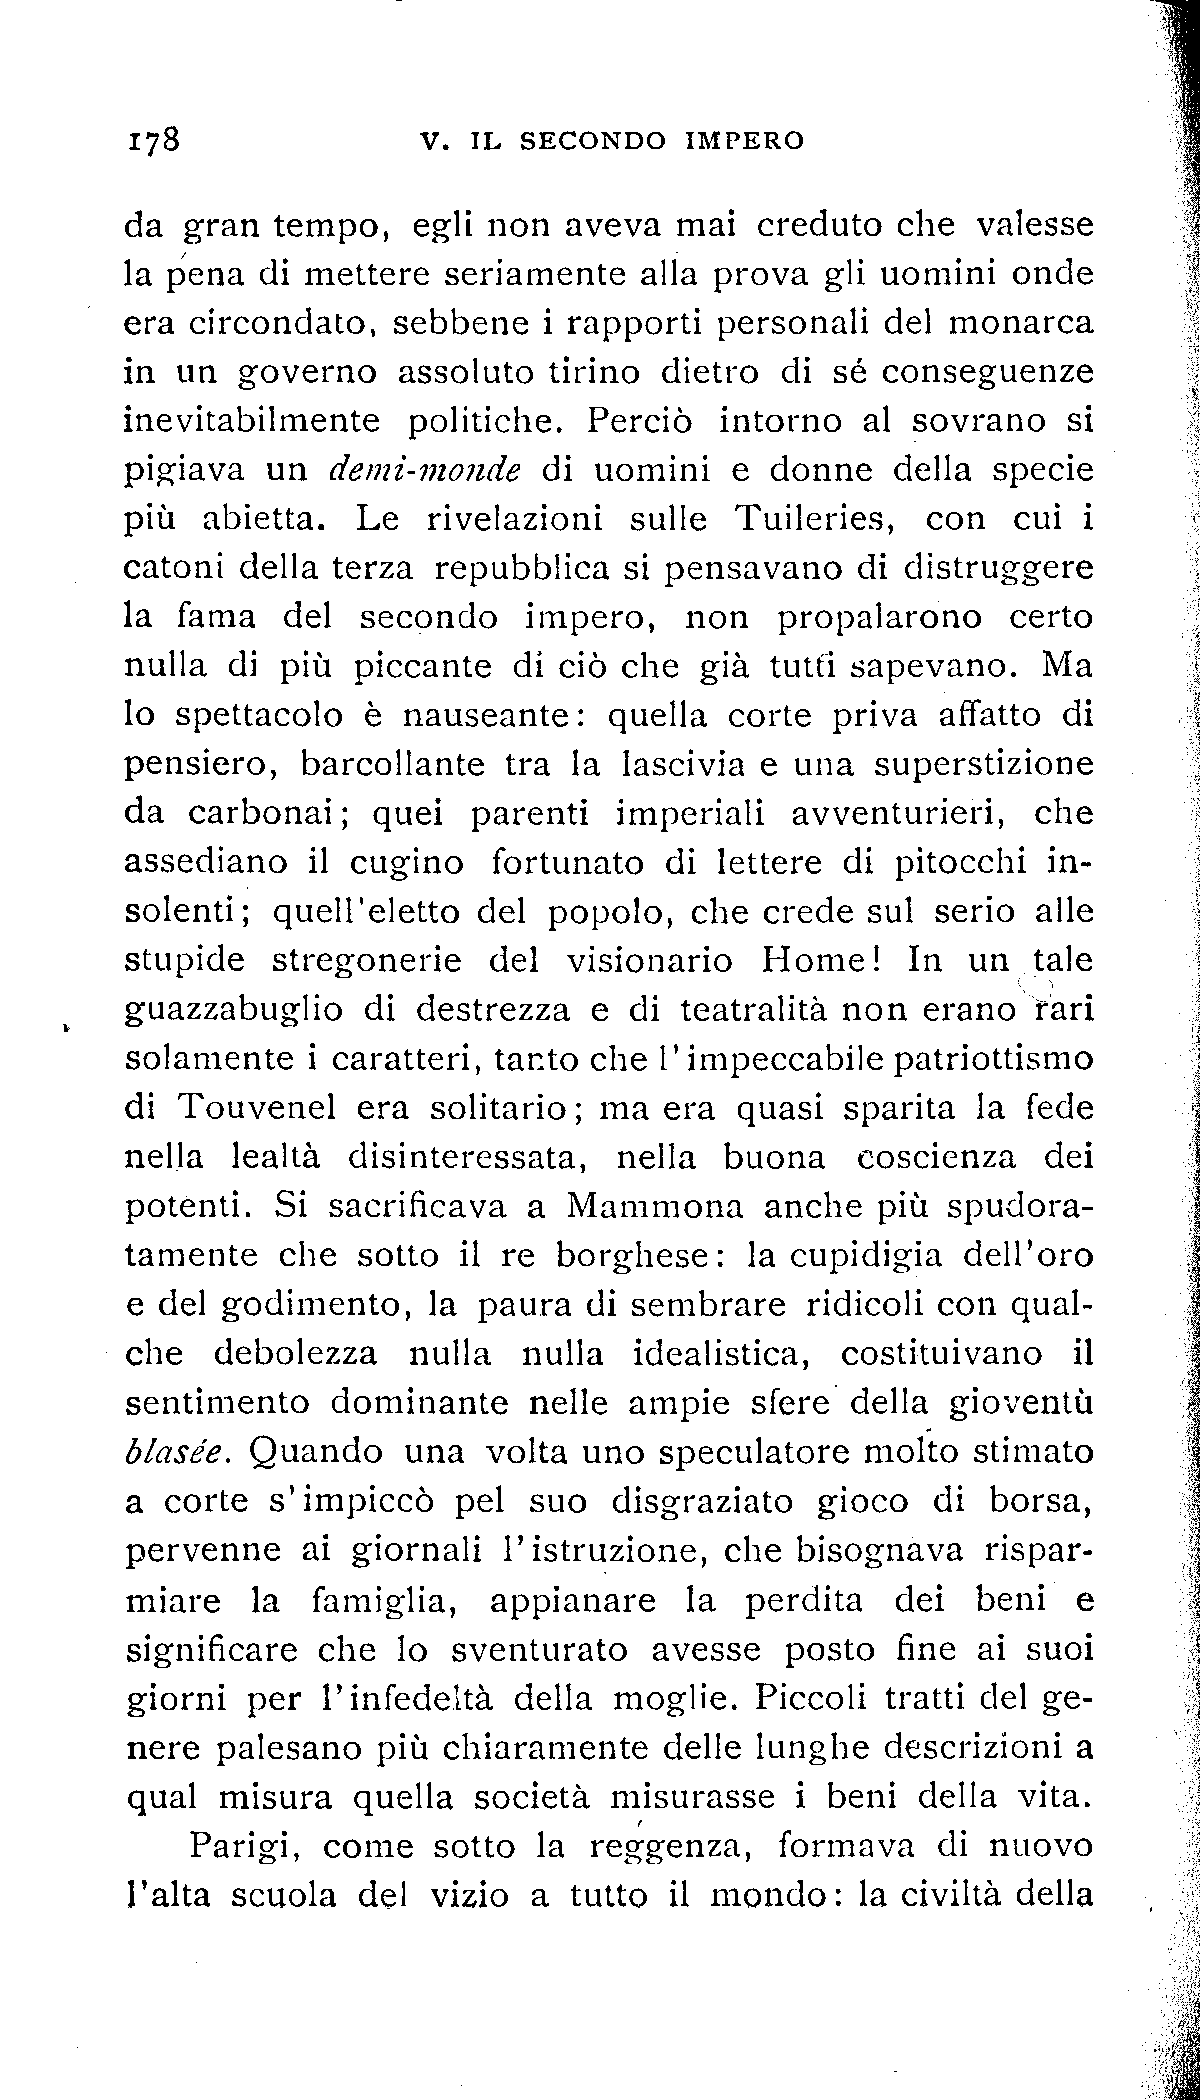 178 V. IL SECONDO IMPERO
da gran tempo, egli non aveva mai creduto che valesse
la pena di mettere seriamente alla prova gli uomini onde
era circondato, sebbene i rapporti personali del monarca
in un governo assoluto tirino dietro di sé conseguenze
inevitabilmente politiche. Perciò intorno al sovrano si
pigiava un demi-monde di uomini e donne della specie
più abietta. Le rivelazioni sulle Tuileries, con cui i
catoni della terza repubblica si pensavano di distruggere
la fama del secondo impero, non propalarono certo
nulla di più piccante di ciò che già tutti sapevano. Ma
lo spettacolo è nauseante: quella corte priva affatto di
pensiero, barcollante tra la lascivia e una superstizione
da carbonai; quei parenti imperiali avventurieri, che
assediano il cugino fortunato di lettere di pitocchi in-
solenti; quell'eletto del popolo, che crede sul serio alle
stupide stregonerie del visionario Home! In un tale
guazzabuglio di destrezza e di teatralità non erano rari
solamente i caratteri, tanto che l'impeccabile patriottismo
di Touvenel era solitario; ma era quasi sparita la fede
nella lealtà disinteressata, nella buona coscienza dei
potenti. Si sacrificava a Mammona anche più spudora-
tamente che sotto il re borghese: la cupidigia dell'oro
e del godimento, la paura di sembrare ridicoli con qual-
che debolezza nulla nulla idealistica, costituivano il
sentimento dominante nelle ampie sfere della gioventù
blasée. Quando una volta uno speculatore molto stimato
a corte s'impiccò pel suo disgraziato gioco di borsa,
pervenne ai giornali l'istruzione, che bisognava rispar-
miare la famiglia, appianare la perdita dei beni e
significare che lo sventurato avesse posto fine ai suoi
giorni per l'infedeltà della moglie. Piccoli tratti del ge-
nere palesano più chiaramente delle lunghe descrizioni a
qual misura quella società misurasse i beni della vita.
Parigi, come sotto la reggenza, formava di nuovo
l'alta scuola del vizio a tutto il mondo: la civiltà della